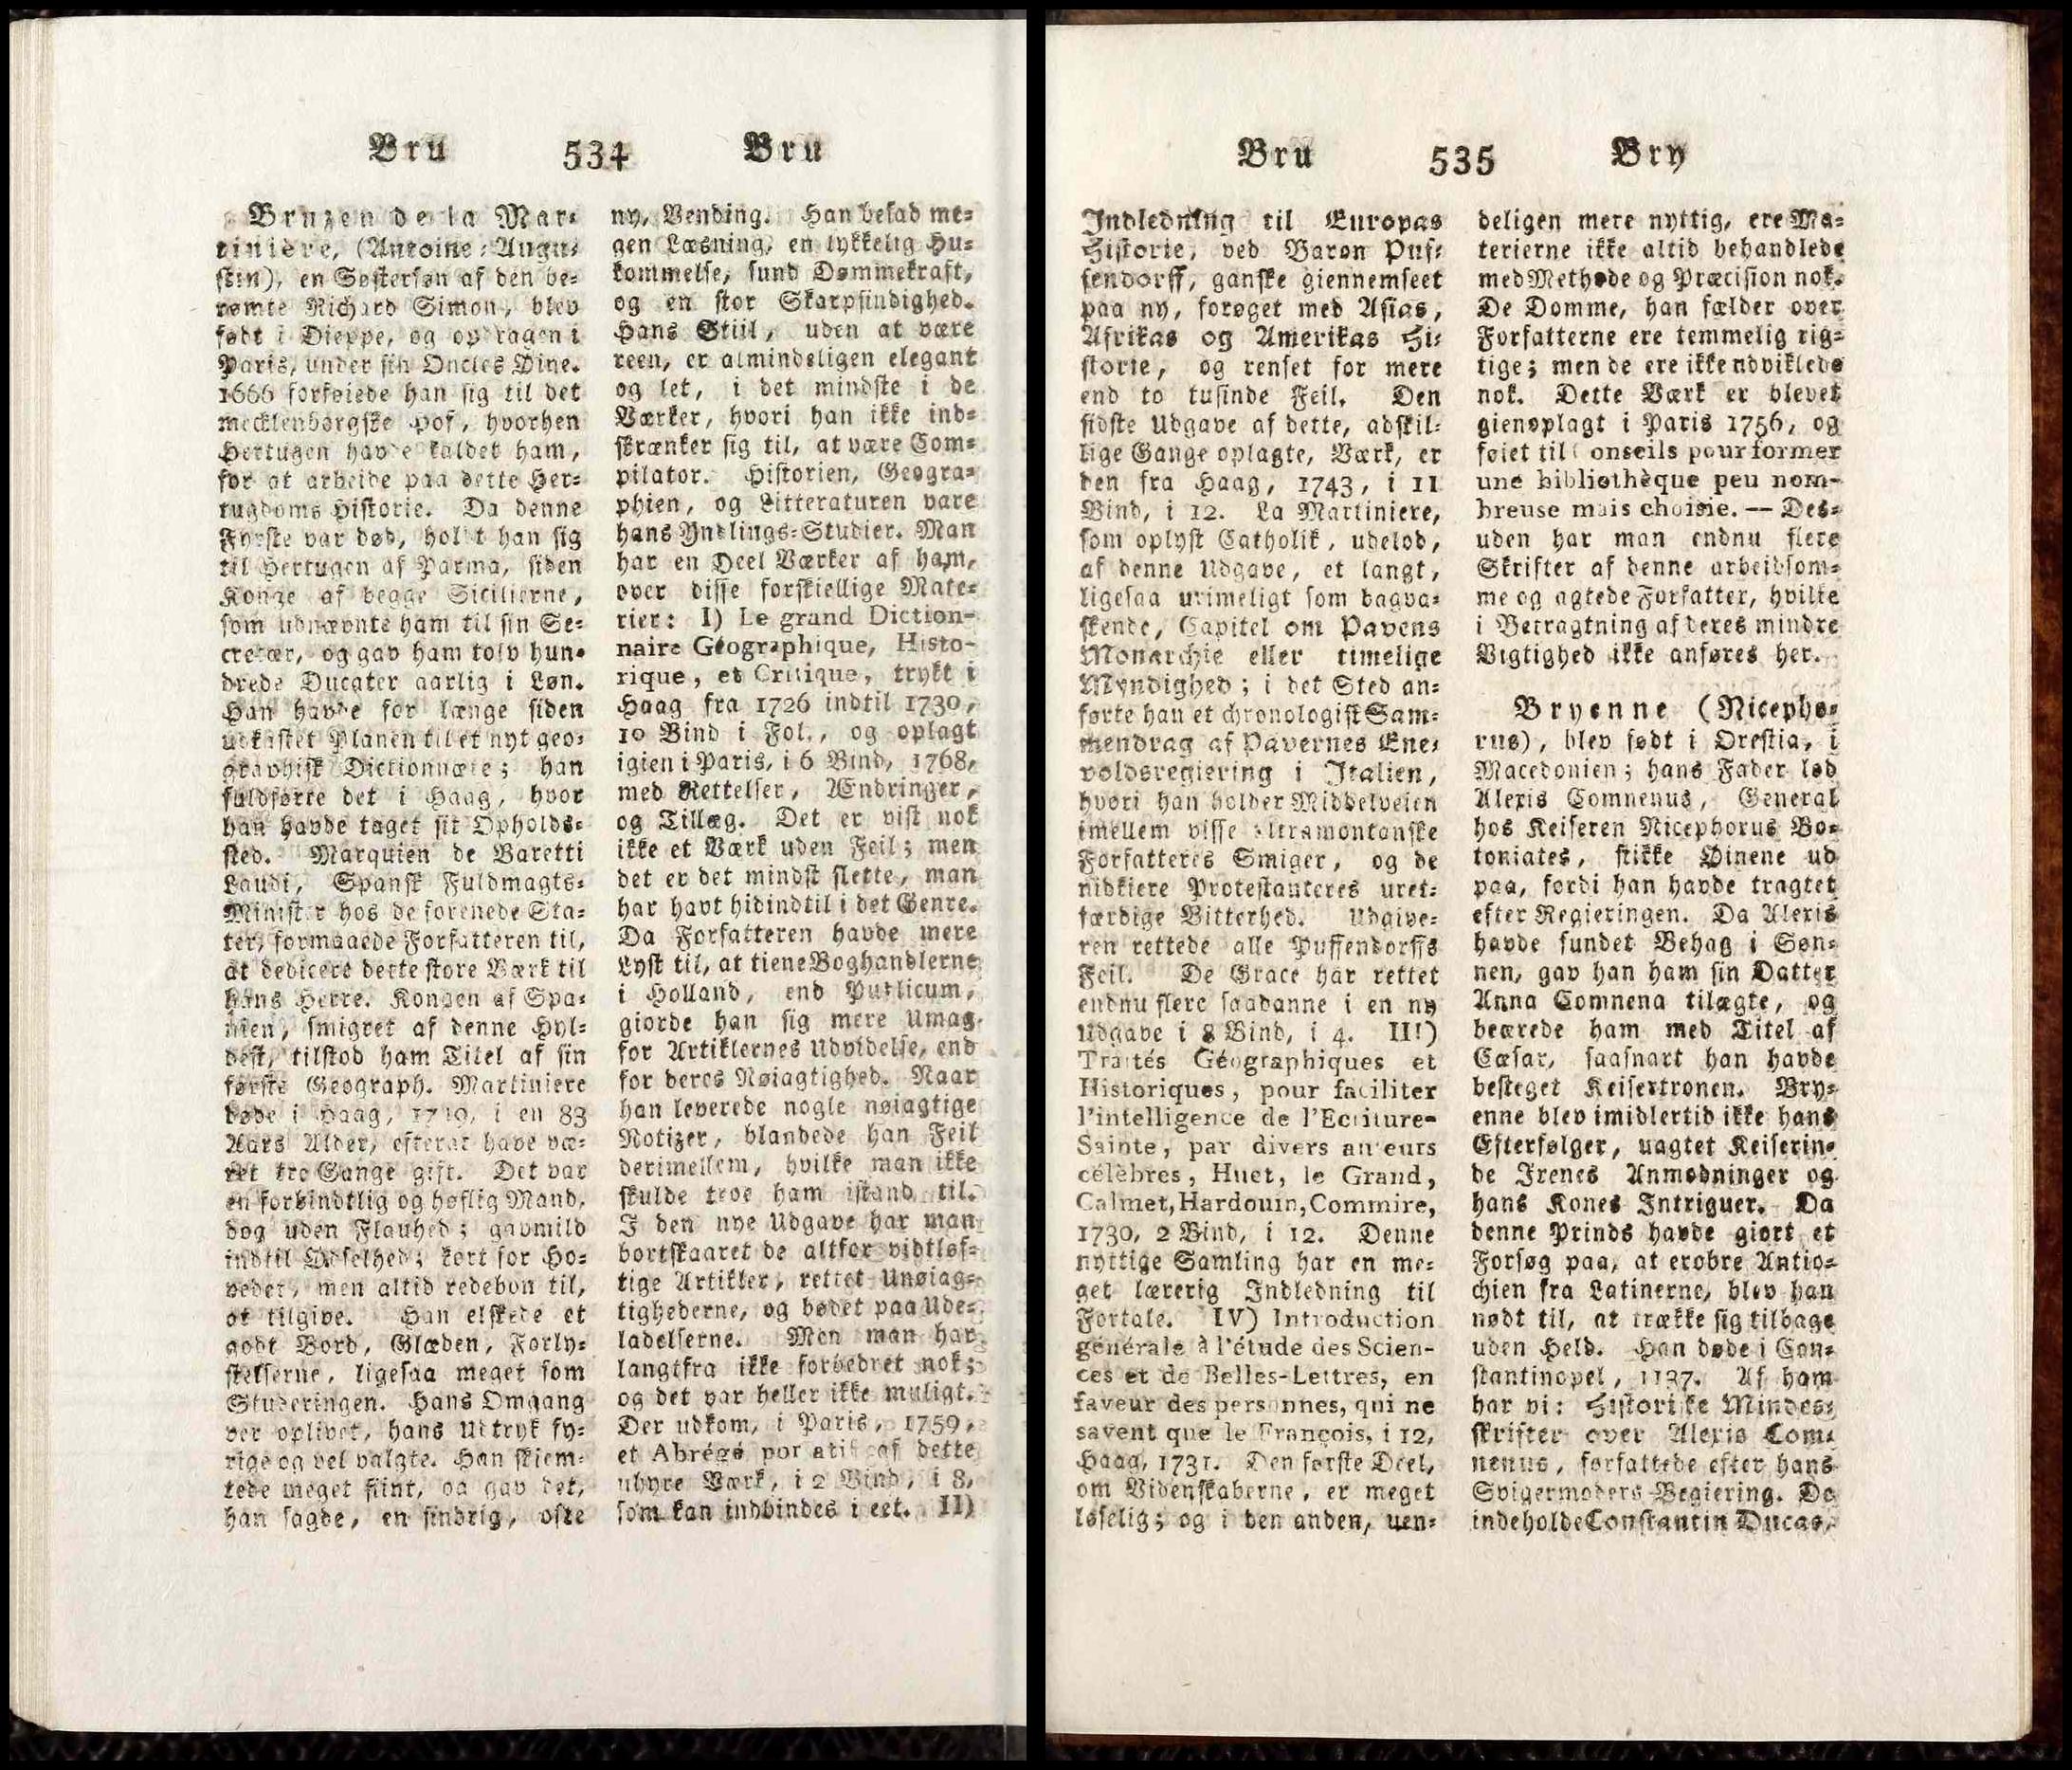 Bru 534 Bru
Bruzen de la Mar-
tiniere, (Antoine-Augu-
stin), en Søstersøn af den be-
rømte Richard Simon, blev
født i Dieppe, og opdragen i
Paris, under sin Oncles Øine.
1666 forføiede han sig til det
mecklenborgske Hof, hvorhen
Hertugen havde kaldet ham,
for at arbeide paa dette Her-
tugdoms Historie. Da denne
Fyrste var død, holdt han sig
til Hertugen af Parma, siden
Konge af begge Sicilierne,
som udnævnte ham til sin Se-
cretær, og gav ham tolv hun-
drede Ducater aarlig i Løn.
Han havde for længe siden
udkastet Planen til et nyt geo-
graphisk Dictionnære; han
fuldførte det i Haag, hvor
han havde taget sit Opholds-
sted. Marquien de Baretti
Laudi, Spansk Fuldmagts-
Minister hos de forenede Sta-
ter, formaaede Forfatteren til,
at dedicere dette store Værk til
hans Herre. Kongen af Spa-
nien, smigret af denne Hyl-
dest, tilstod ham Titel af sin
første Geograph. Martiniere
døde i Haag, i en 83
Aars Alder, efterat have væ-
ret tre Gange gift. Det var
en forbindtlig og høflig Mand,
dog uden Flauhed; gavmild
indtil Ødselhed; kort for Ho-
vedet, men altid redebon til,
at tilgive. Han elskede et
godt Bord, Glæden, Forly-
stelserne, ligesaa meget som
Studeringen. Hans Omgang
var oplivet, hans Udtryk fy-
rige og vel valgte. Han skiem-
tede meget fiint, og gav det,
han sagde, en sindrig, ofte
ny, Vending. Han besad me-
gen Læsning, en lykkelig Hu-
kommelse, sund Dømmekraft,
og en stor Skarpsindighed.
Hans Stiil, uden at være
reen, er almindeligen elegant
og let, i det mindste i de
Værker, hvori han ikke ind-
skrænker sig til, at være Com-
pilator. Historien, Geogra-
phien, og Litteraturen vare
hans Yndlings-Studier. Man
har en Deel Værker af ham,
over disse forskiellige Mate-
rier: I) Le grand Diction-
naire Géographique, Histo-
rique, et Critique, trykt i
Haag fra 1726 indtil 1730,
10 Bind i Fol., og oplagt
igien i Paris, i 6 Bind, 1768,
med Rettelser, Ændringer,
og Tillæg. Det er vist nok
ikke et Værk uden Feil; men
det er det mindst slette, man
har havt hidindtil i det Genre.
Da Forfatteren havde mere
Lyst til, at tiene Boghandlerne
i Holland, end Publicum,
giorde han sig mere Umag
for Artiklernes Udvidelse, end
for deres Nøiagtighed. Naar
han leverede nogle nøiagtige
Notizer, blandede han Feil
derimellem, hvilke man ikke
skulde troe ham istand til.
I den nye Udgave har man
bortskaaret de altfor vidtløf-
tige Artikler, rettet Unøiag-
tighederne, og bødet paa Ude-
ladelserne. Men man har
langtfra ikke forbedret nok;
og det var heller ikke muligt.
Der udkom, i Paris, 1759,
et Abrégé portatif af dette
uhyre Værk, i 2 Bind, i 8,
som kan indbindes i eet. II)
Bru 535 Bry
Indledning til Europas
Historie, ved Baron Puf-
fendorff, ganske giennemseet
paa ny, forøget med Asias,
Afrikas og Amerikas Hi-
storie, og renset for mere
end to tusinde Feil. Den
sidste Udgave af dette, adskil-
lige Gange oplagte, Værk, er
den fra Haag, 1743, i 11
Bind, i 12. La Martiniere,
som oplyst Catholik, udelod,
af denne Udgave, et langt,
ligesaa urimeligt som bagva-
skende, Capitel om Pavens
Monarchie eller timelige
Myndighed; i det Sted an-
førte han et chronologisk Sam-
mendrag af Pavernes Ene-
voldsregiering i Italien,
hvori han holder Middelveien
imellem visse ultramontanske
Forfatteres Smiger, og de
nidkiere Protestanteres uret-
færdige Bitterhed. Udgive-
ren rettede alle Puffendorffs
Feil. De Grace har rettet
endnu flere saadanne i en ny
Udgave i 8 Bind, i 4. III)
Traités Géographiques et
Historiques, pour faciliter
l'intelligence de l'Ecriture-
Sainte, par divers auteurs
célèbres, Huet, le Grand,
Calmet, Hardouin, Commire,
1730, 2 Bind, i 12. Denne
nyttige Samling har en me-
get lærerig Indledning til
Fortale. IV) Introduction
générale à l'étude des Scien-
ces et de Belles-Lettres, en
faveur des personnes, qui ne
savent que le François, i 12,
Haag, 1731. Den første Deel,
om Videnskaberne, er meget
læselig; og i den anden, uen-
deligen mere nyttig, ere Ma-
terierne ikke altid behandlede
med Methode og Præcision nok.
De Domme, han fælder over
Forfatterne ere temmelig rig-
tige; men de ere ikke udviklede
nok. Dette Værk er blevet
gienoplagt i Paris 1756, og
føiet til Conseils pour former
une bibliothèque peu nom-
breuse mais choisie. — Des-
uden har man endnu flere
Skrifter af denne arbeidsom-
me og agtede Forfatter, hvilke
i Betragtning af deres mindre
Vigtighed ikke anføres her.
Bryenne (Nicepho-
rus), blev født i Orestia, i
Macedonien; hans Fader lod
Alexis Comnenus, General
hos Keiseren Nicephorus Bo-
toniates, stikke Øinene ud
paa, fordi han havde tragtet
efter Regieringen. Da Alexis
havde fundet Behag i Søn-
nen, gav han ham sin Datter
Anna Comnena tilægte, og
beærede ham med Titel af
Cæsar, saasnart han havde
besteget Keisertronen. Bry-
enne blev imidlertid ikke hans
Efterfølger, uagtet Keiserin-
de Irenes Anmodninger og
hans Kones Intriguer. Da
denne Prinds havde giort et
Forsøg paa, at erobre Antio-
chien fra Latinerne, blev han
nødt til, at trække sig tilbage
uden Held. Han døde i Con-
stantinopel, 1137. Af ham
har vi: Historiske Mindes-
skrifter over Alexis Com-
nenus, forfattede efter hans
Svigermoders Begiering. De
indeholde Constantin Ducas,